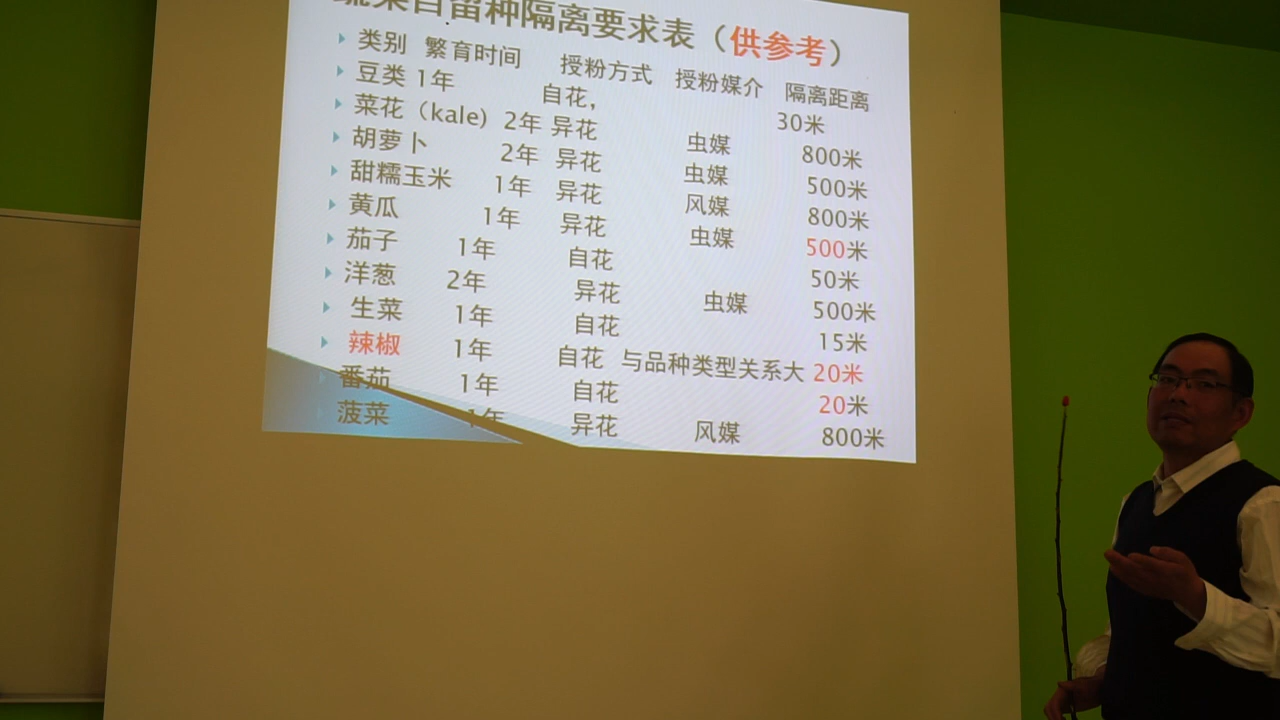 蔬菜自留种隔离要求表（供参考）
类别 繁育时间 授粉方式 授粉媒介 隔离距离
豆类 1年 自花， 30米
菜花（kale) 2年 异花 虫媒 800米
胡萝卜 2年 异花 虫媒 500米
甜糯玉米 1年 异花 风媒 800米
黄瓜 1年 异花 虫媒 500米
茄子 1年 自花 50米
洋葱 2年 异花 虫媒 500米
生菜 1年 自花 15米
辣椒 1年 自花 与品种类型关系大 20米
番茄 1年 自花 20米
菠菜 1年 异花 风媒 800米